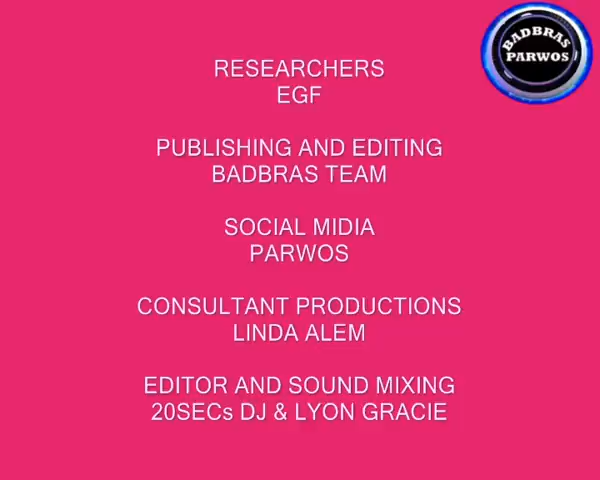 BADBRAS
PARWOS
RESEARCHERS
EGF
PUBLISHING AND EDITING
BADBRAS TEAM
SOCIAL MIDIA
PARWOS
CONSULTANT PRODUCTIONS
LINDA ALEM
EDITOR AND SOUND MIXING
20SECs DJ & LYON GRACIE